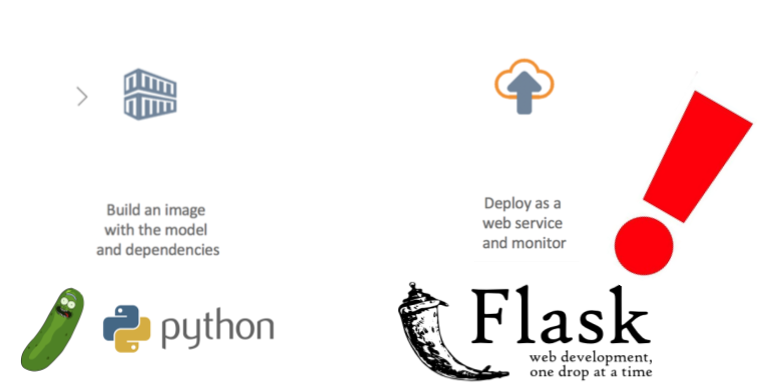 Build an image
with the model
and dependencies
Deploy as a
web service
and monitor
python
Flask
web development,
one drop at a time